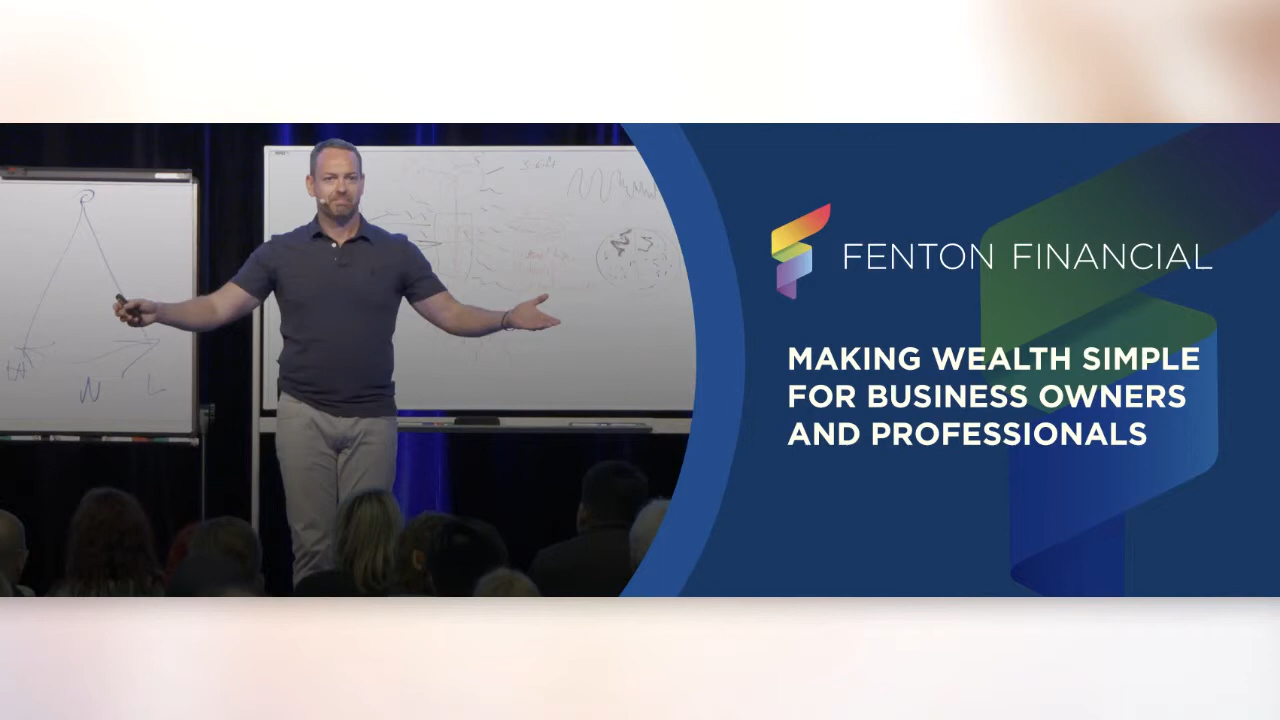 FENTON FINANCIAL
MAKING WEALTH SIMPLE
FOR BUSINESS OWNERS
AND PROFESSIONALS
N
L